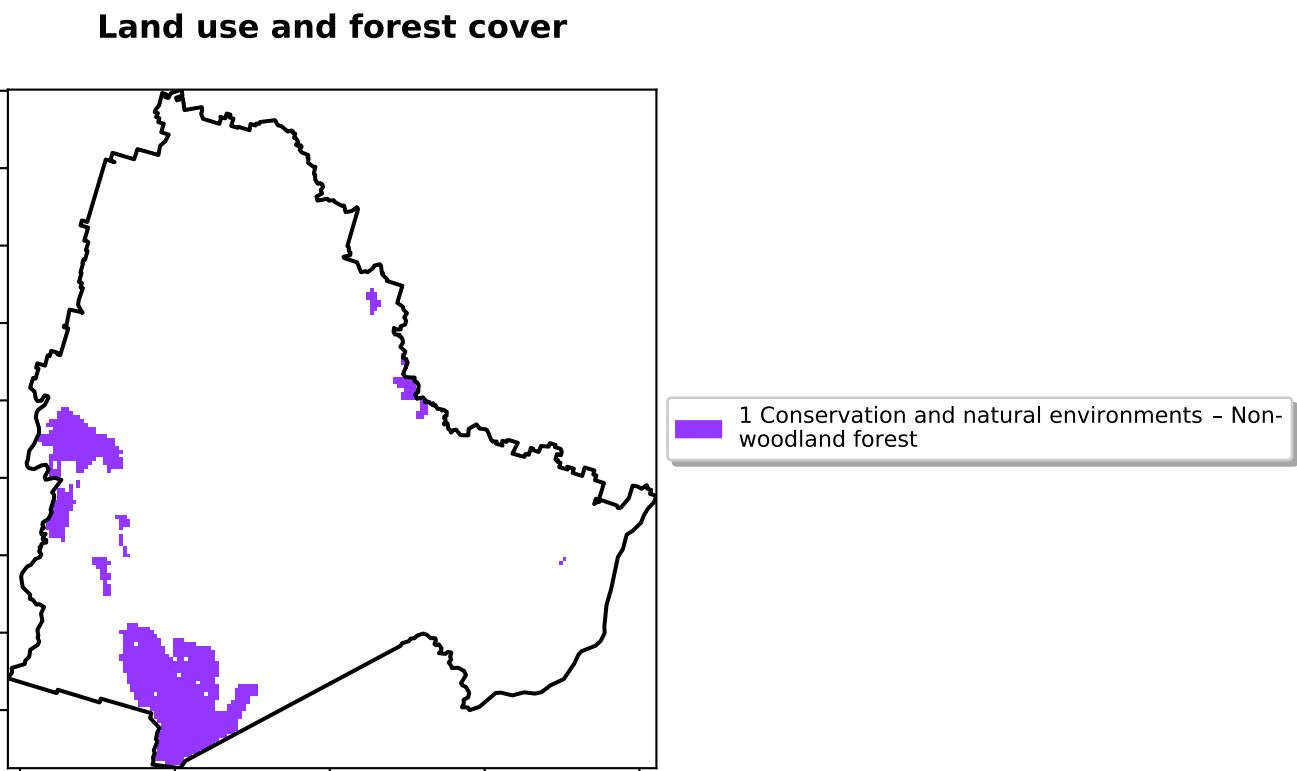 Land use and forest cover
1 Conservation and natural environments – Non-
woodland forest